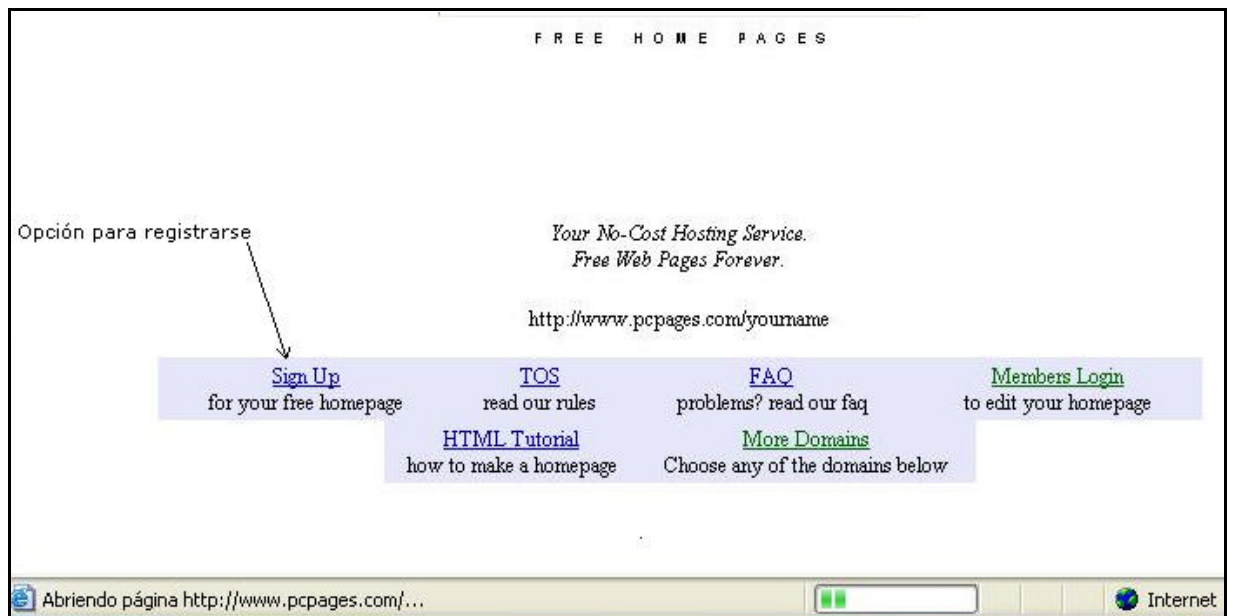 FREE HOME PAGES
Opción para registrarse
Your No-Cost Hosting Service.
Free Web Pages Forever.
http://www.pcpages.com/yourname
Sign Up TOS FAQ Members Login
for your free homepage read our rules problems? read our faq to edit your homepage
HTML Tutorial More Domains
how to make a homepage Choose any of the domains below
.
Abriendo página http://www.pcpages.com/... Internet